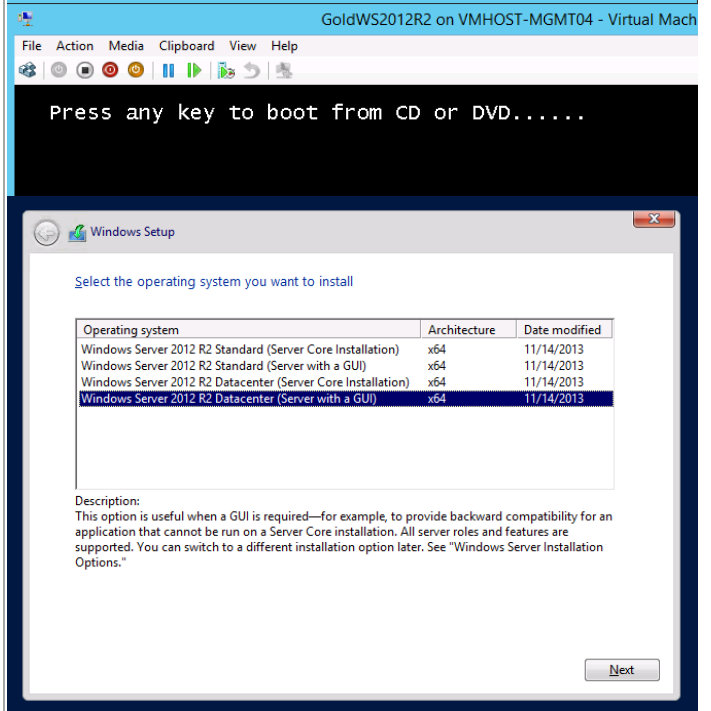 GoldWS2012R2 on VMHOST-MGMT04 - Virtual Mach
File Action Media Clipboard View Help
Press any key to boot from CD or DVD......
Windows Setup
Select the operating system you want to install
Operating system Architecture Date modified
Windows Server 2012 R2 Standard (Server Core Installation) x64 11/14/2013
Windows Server 2012 R2 Standard (Server with a GUI) x64 11/14/2013
Windows Server 2012 R2 Datacenter (Server Core Installation) x64 11/14/2013
Windows Server 2012 R2 Datacenter (Server with a GUI) x64 11/14/2013
Description:
This option is useful when a GUI is required—for example, to provide backward compatibility for an
application that cannot be run on a Server Core installation. All server roles and features are
supported. You can switch to a different installation option later. See "Windows Server Installation
Options."
Next